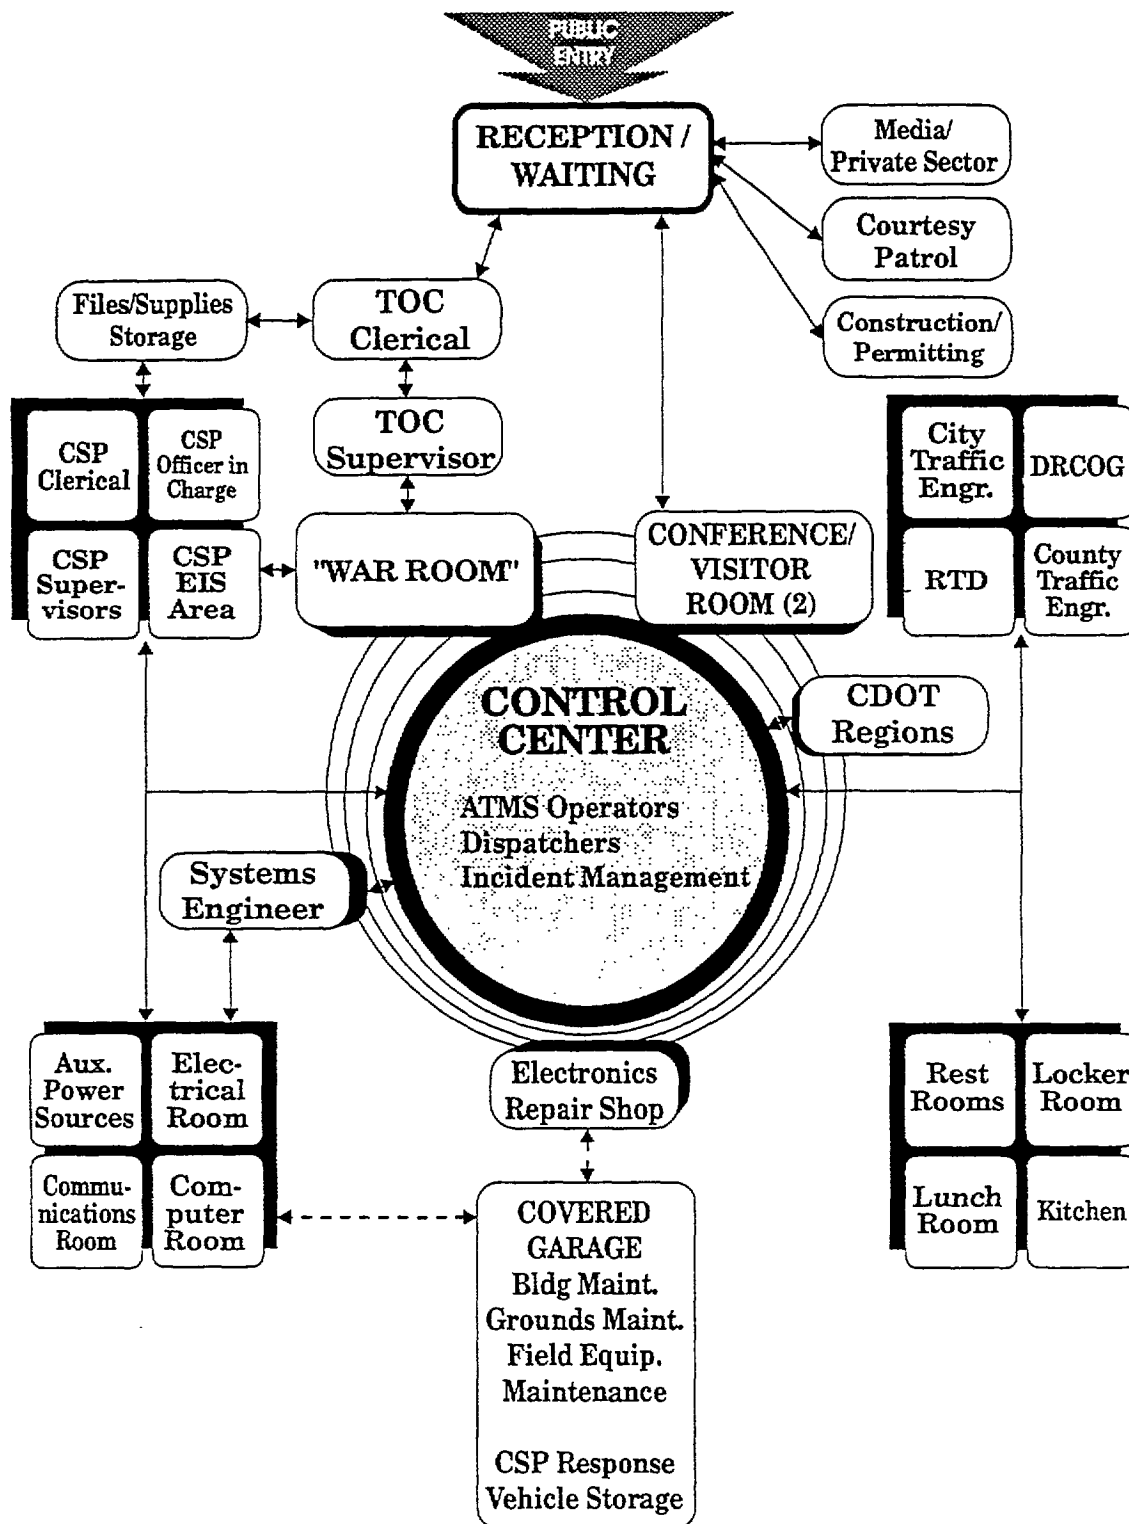 PUBLIC
ENTRY
RECEPTION /
WAITING
Media/
Private Sector
Courtesy
Patrol
Construction/
Permitting
Files/Supplies
Storage
TOC
Clerical
TOC
Supervisor
CSP
Clerical
CSP
Officer in
Charge
CSP
Super-
visors
CSP
EIS
Area
"WAR ROOM"
CONFERENCE/
VISITOR
ROOM (2)
City
Traffic
Engr.
DRCOG
RTD
County
Traffic
Engr.
CONTROL
CENTER
ATMS Operators
Dispatchers
Incident Management
CDOT
Regions
Systems
Engineer
Aux.
Power
Sources
Elec-
trical
Room
Commu-
nications
Room
Com-
puter
Room
Electronics
Repair Shop
COVERED
GARAGE
Bldg Maint.
Grounds Maint.
Field Equip.
Maintenance
CSP Response
Vehicle Storage
Rest
Rooms
Locker
Room
Lunch
Room
Kitchen